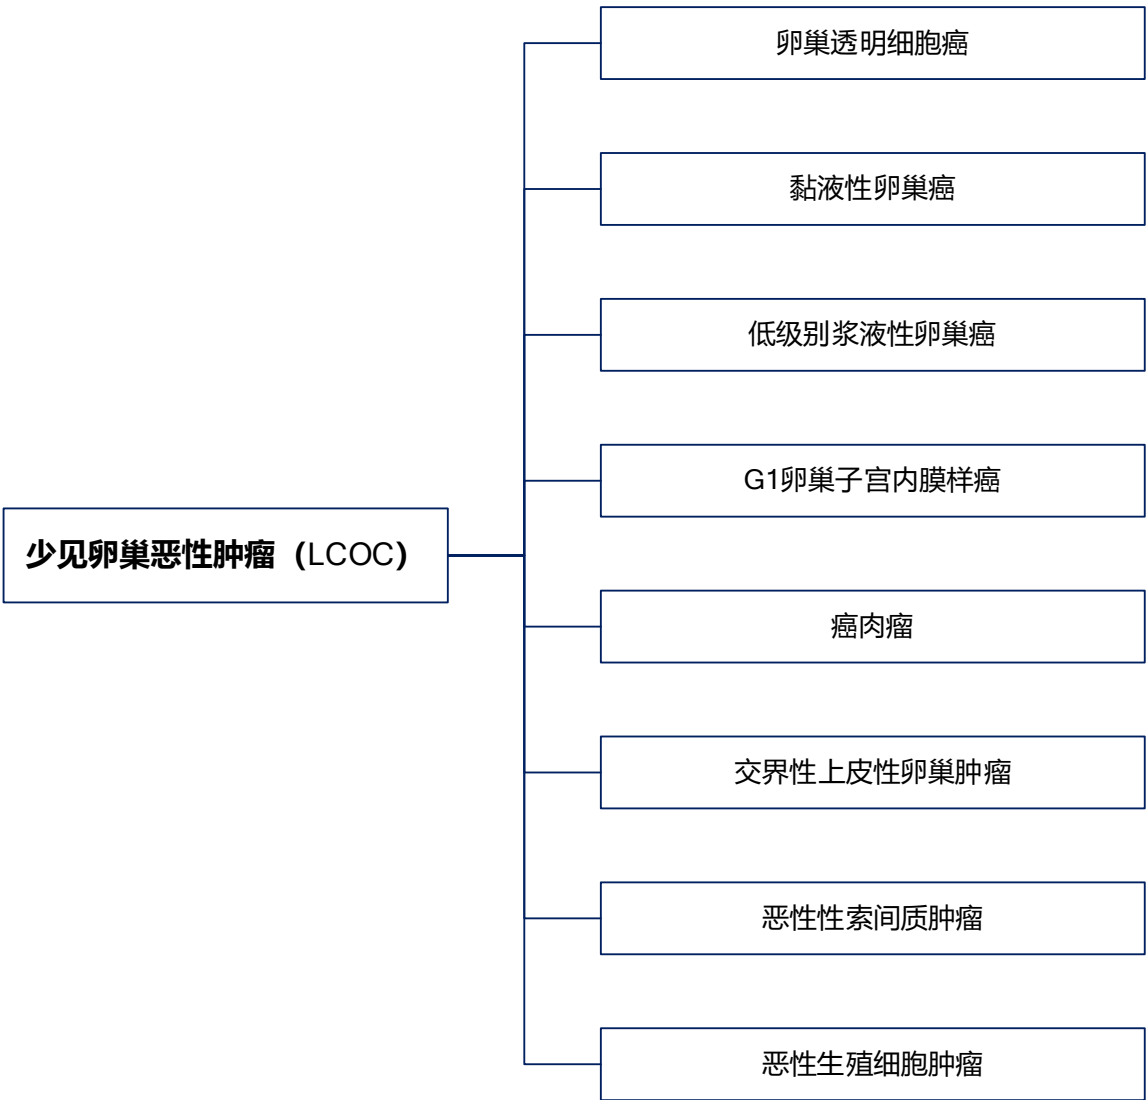 卵巢透明细胞癌
黏液性卵巢癌
低级别浆液性卵巢癌
G1卵巢子宫内膜样癌
少见卵巢恶性肿瘤（LCOC）
癌肉瘤
交界性上皮性卵巢肿瘤
恶性性索间质肿瘤
恶性生殖细胞肿瘤